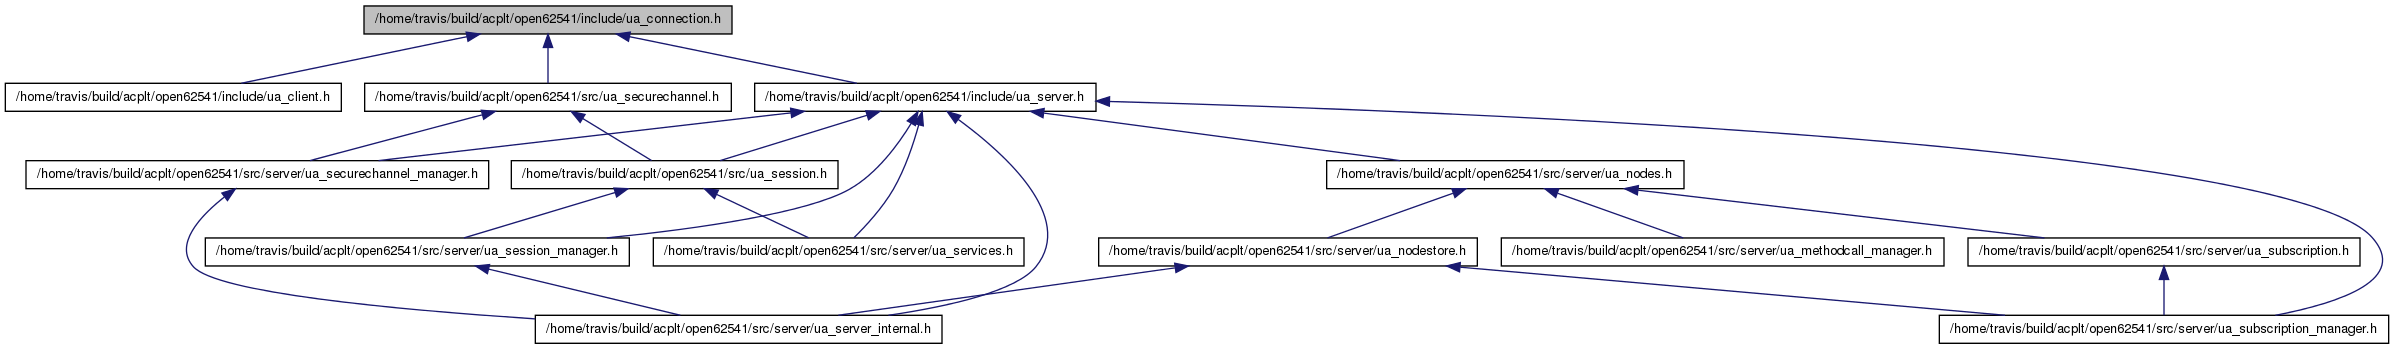 /home/travis/build/acplt/open62541/include/ua_connection.h
/home/travis/build/acplt/open62541/include/ua_client.h
/home/travis/build/acplt/open62541/src/ua_securechannel.h
/home/travis/build/acplt/open62541/include/ua_server.h
/home/travis/build/acplt/open62541/src/server/ua_securechannel_manager.h
/home/travis/build/acplt/open62541/src/ua_session.h
/home/travis/build/acplt/open62541/src/server/ua_nodes.h
/home/travis/build/acplt/open62541/src/server/ua_session_manager.h
/home/travis/build/acplt/open62541/src/server/ua_services.h
/home/travis/build/acplt/open62541/src/server/ua_nodestore.h
/home/travis/build/acplt/open62541/src/server/ua_methodcall_manager.h
/home/travis/build/acplt/open62541/src/server/ua_subscription.h
/home/travis/build/acplt/open62541/src/server/ua_server_internal.h
/home/travis/build/acplt/open62541/src/server/ua_subscription_manager.h